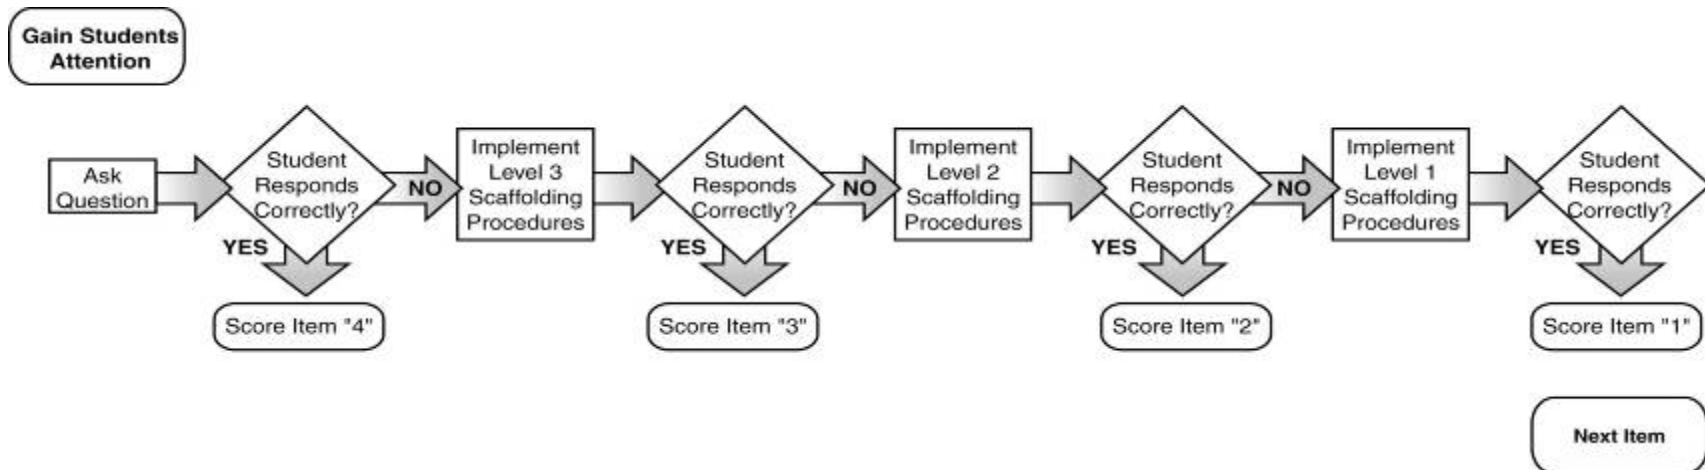 Gain Students
Attention
Ask
Question
Student
Responds
Correctly?
NO
YES
Score Item "4"
Implement
Level 3
Scaffolding
Procedures
Student
Responds
Correctly?
NO
YES
Score Item "3"
Implement
Level 2
Scaffolding
Procedures
Student
Responds
Correctly?
NO
YES
Score Item "2"
Implement
Level 1
Scaffolding
Procedures
Student
Responds
Correctly?
YES
Score Item "1"
Next Item